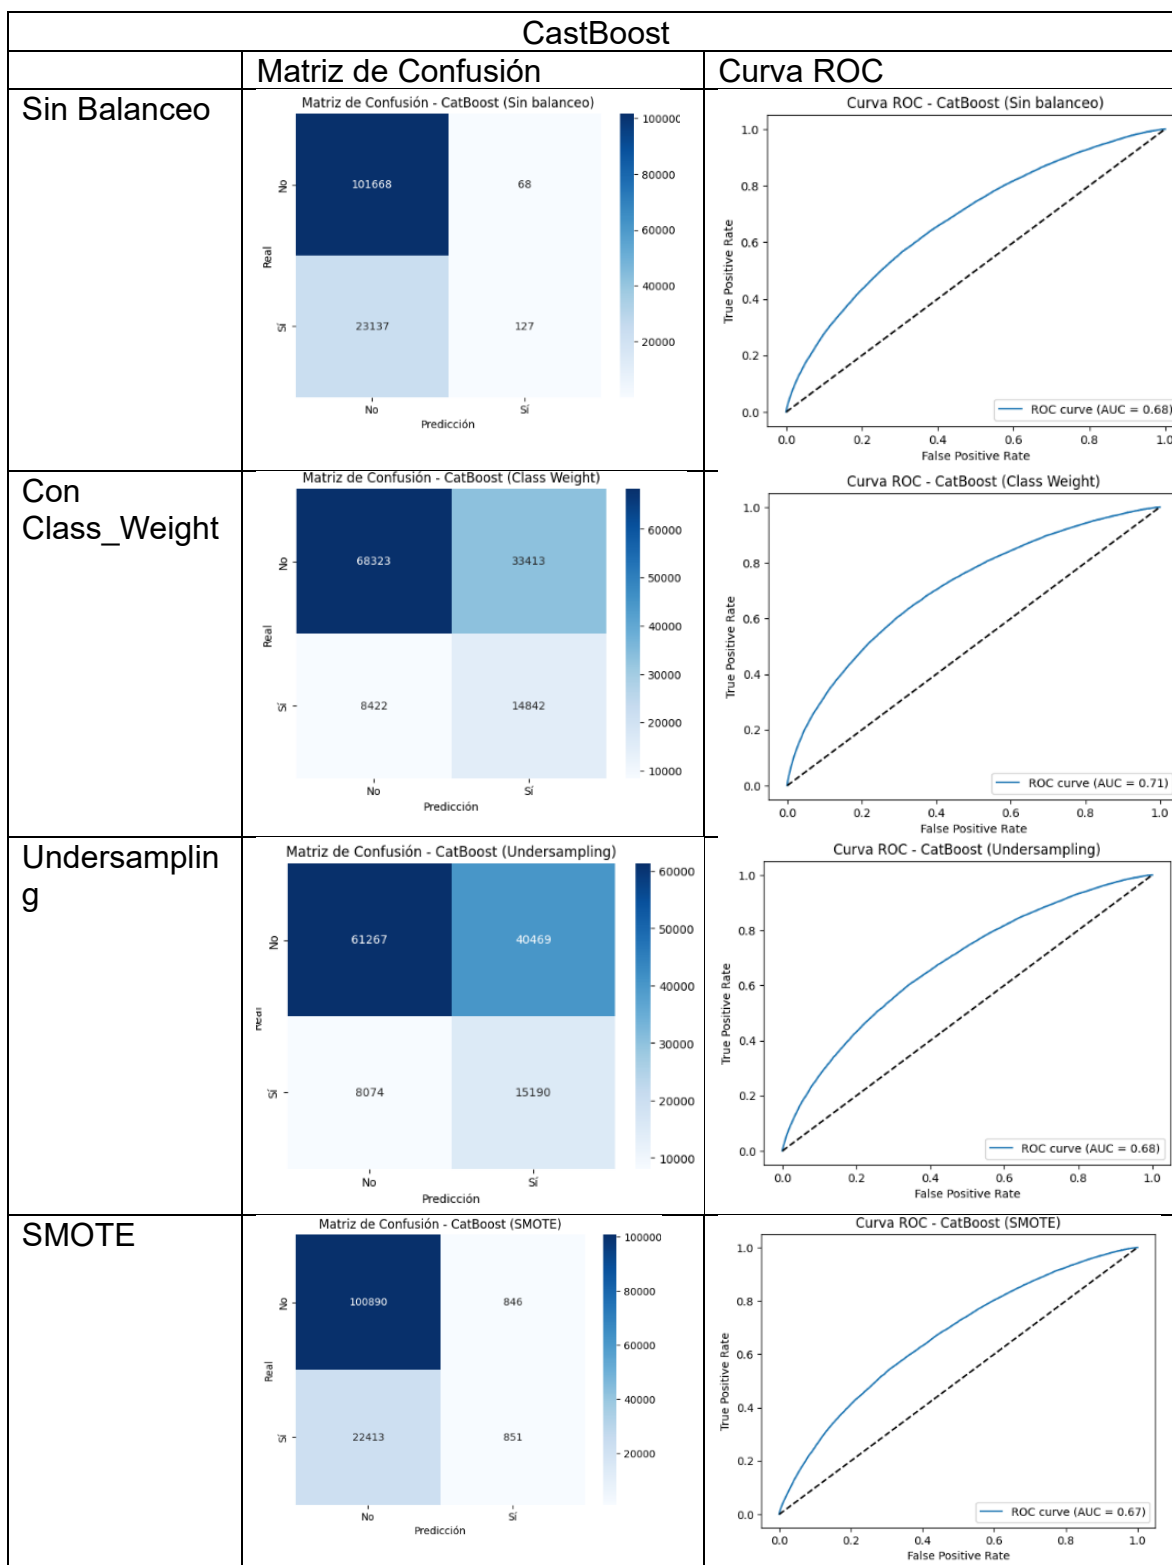 CastBoost
Matriz de Confusión
Curva ROC
Sin Balanceo
Matriz de Confusión - CatBoost (Sin balanceo)
No
101668
68
Real
Sí
23137
127
No
Sí
Predicción
100000
80000
60000
40000
20000
Curva ROC - CatBoost (Sin balanceo)
True Positive Rate
1.0
0.8
0.6
0.4
0.2
0.0
ROC curve (AUC = 0.68)
0.0 0.2 0.4 0.6 0.8 1.0
False Positive Rate
Con
Class_Weight
Matriz de Confusión - CatBoost (Class Weight)
No
68323
33413
Real
Sí
8422
14842
No
Sí
Predicción
60000
50000
40000
30000
20000
10000
Curva ROC - CatBoost (Class Weight)
True Positive Rate
1.0
0.8
0.6
0.4
0.2
0.0
ROC curve (AUC = 0.71)
0.0 0.2 0.4 0.6 0.8 1.0
False Positive Rate
Undersamplin
g
Matriz de Confusión - CatBoost (Undersampling)
No
61267
40469
Real
Sí
8074
15190
No
Sí
Predicción
60000
50000
40000
30000
20000
10000
Curva ROC - CatBoost (Undersampling)
True Positive Rate
1.0
0.8
0.6
0.4
0.2
0.0
ROC curve (AUC = 0.68)
0.0 0.2 0.4 0.6 0.8 1.0
False Positive Rate
SMOTE
Matriz de Confusión - CatBoost (SMOTE)
No
100890
846
Real
Sí
22413
851
No
Sí
Predicción
100000
80000
60000
40000
20000
Curva ROC - CatBoost (SMOTE)
True Positive Rate
1.0
0.8
0.6
0.4
0.2
0.0
ROC curve (AUC = 0.67)
0.0 0.2 0.4 0.6 0.8 1.0
False Positive Rate